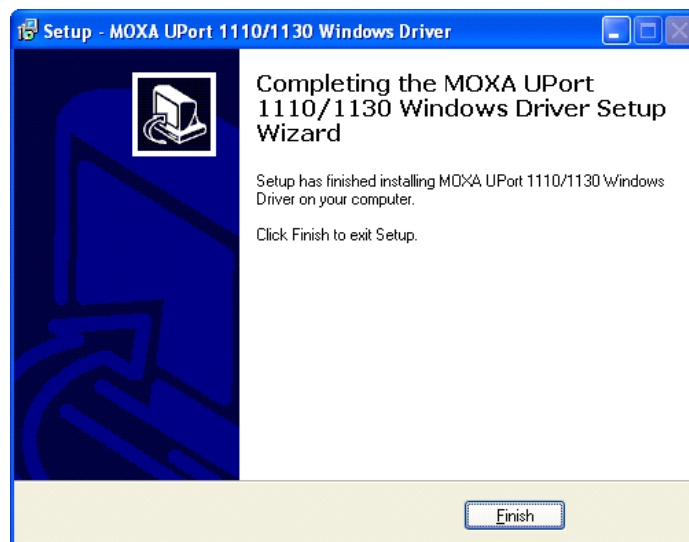 Setup - MOXA UPort 1110/1130 Windows Driver
Completing the MOXA UPort
1110/1130 Windows Driver Setup
Wizard
Setup has finished installing MOXA UPort 1110/1130 Windows
Driver on your computer.
Click Finish to exit Setup.
Finish